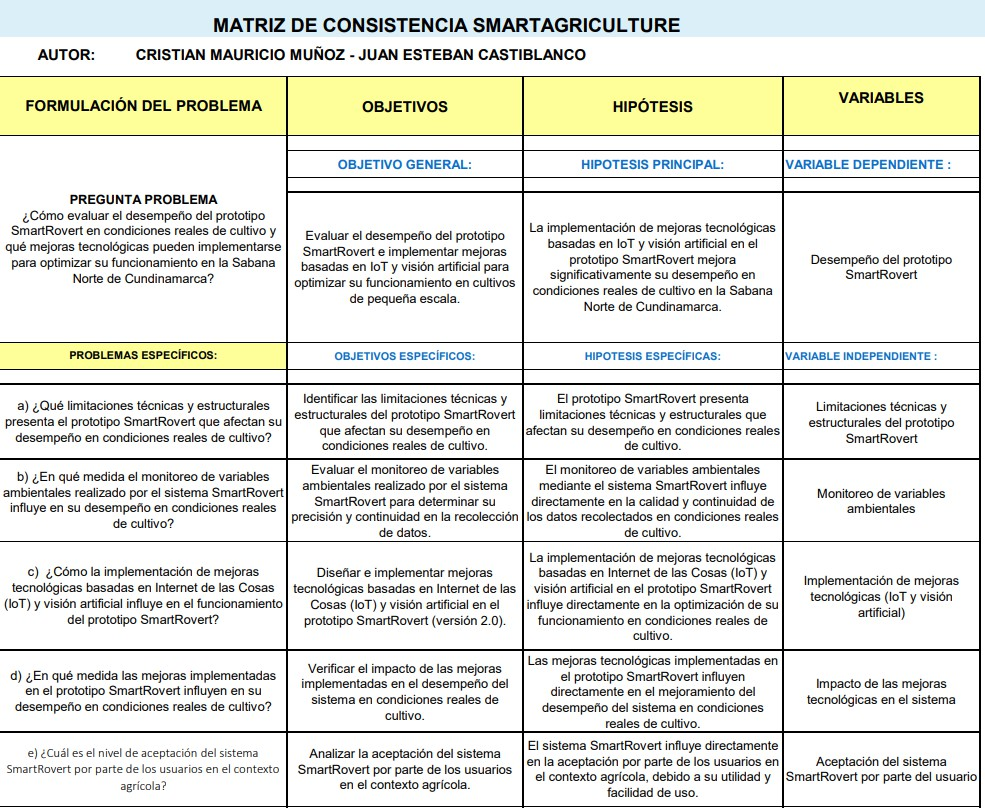 MATRIZ DE CONSISTENCIA SMARTAGRICULTURE
AUTOR: CRISTIAN MAURICIO MUÑOZ - JUAN ESTEBAN CASTIBLANCO
FORMULACIÓN DEL PROBLEMA
OBJETIVOS
HIPÓTESIS
VARIABLES
PREGUNTA PROBLEMA
¿Cómo evaluar el desempeño del prototipo
SmartRovert en condiciones reales de cultivo y
qué mejoras tecnológicas pueden implementarse
para optimizar su funcionamiento en la Sabana
Norte de Cundinamarca?
OBJETIVO GENERAL:
HIPOTESIS PRINCIPAL:
VARIABLE DEPENDIENTE :
Evaluar el desempeño del prototipo
SmartRovert e implementar mejoras
basadas en IoT y visión artificial para
optimizar su funcionamiento en cultivos
de pequeña escala.
La implementación de mejoras tecnológicas
basadas en IoT y visión artificial en el
prototipo SmartRovert mejora
significativamente su desempeño en
condiciones reales de cultivo en la Sabana
Norte de Cundinamarca.
Desempeño del prototipo
SmartRovert
PROBLEMAS ESPECÍFICOS:
OBJETIVOS ESPECÍFICOS:
HIPOTESIS ESPECÍFICAS:
VARIABLE INDEPENDIENTE :
a) ¿Qué limitaciones técnicas y estructurales
presenta el prototipo SmartRovert que afectan su
desempeño en condiciones reales de cultivo?
Identificar las limitaciones técnicas y
estructurales del prototipo SmartRovert
que afectan su desempeño en
condiciones reales de cultivo.
El prototipo SmartRovert presenta
limitaciones técnicas y estructurales que
afectan su desempeño en condiciones reales
de cultivo.
Limitaciones técnicas y
estructurales del prototipo
SmartRovert
b) ¿En qué medida el monitoreo de variables
ambientales realizado por el sistema SmartRovert
influye en su desempeño en condiciones reales
de cultivo?
Evaluar el monitoreo de variables
ambientales realizado por el sistema
SmartRovert para determinar su
precisión y continuidad en la recolección
de datos.
El monitoreo de variables ambientales
mediante el sistema SmartRovert influye
directamente en la calidad y continuidad de
los datos recolectados en condiciones reales
de cultivo.
Monitoreo de variables
ambientales
c) ¿Cómo la implementación de mejoras
tecnológicas basadas en Internet de las Cosas
(IoT) y visión artificial influye en el funcionamiento
del prototipo SmartRovert?
Diseñar e implementar mejoras
tecnológicas basadas en Internet de las
Cosas (IoT) y visión artificial en el
prototipo SmartRovert (versión 2.0).
La implementación de mejoras tecnológicas
basadas en Internet de las Cosas (IoT) y
visión artificial en el prototipo SmartRovert
influye directamente en la optimización de su
funcionamiento en condiciones reales de
cultivo.
Implementación de mejoras
tecnológicas (IoT y visión
artificial)
d) ¿En qué medida las mejoras implementadas
en el prototipo SmartRovert influyen en su
desempeño en condiciones reales de cultivo?
Verificar el impacto de las mejoras
implementadas en el desempeño del
sistema en condiciones reales de
cultivo.
Las mejoras tecnológicas implementadas en
el prototipo SmartRovert influyen
directamente en el mejoramiento del
desempeño del sistema en condiciones
reales de cultivo.
Impacto de las mejoras
tecnológicas en el sistema
e) ¿Cuál es el nivel de aceptación del sistema
SmartRovert por parte de los usuarios en el contexto
agrícola?
Analizar la aceptación del sistema
SmartRovert por parte de los usuarios
en el contexto agrícola.
El sistema SmartRovert influye directamente
en la aceptación por parte de los usuarios en
el contexto agrícola, debido a su utilidad y
facilidad de uso.
Aceptación del sistema
SmartRovert por parte del usuario